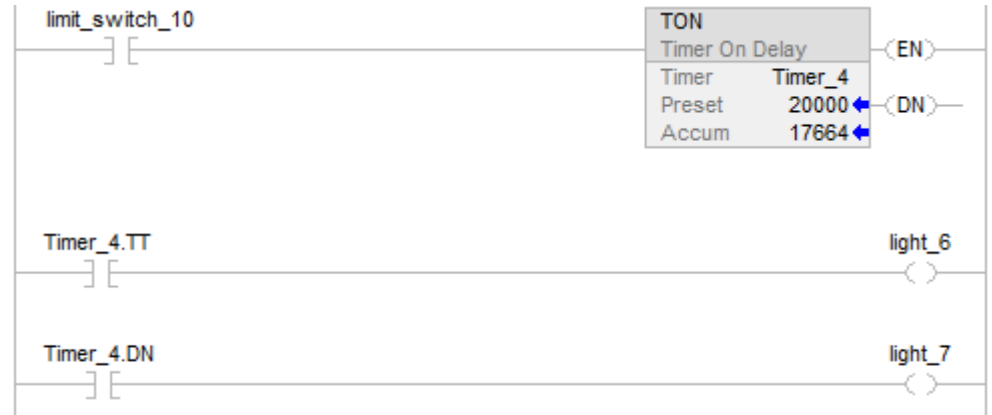 limit_switch_10
TON
Timer On Delay
EN
Timer Timer_4
Preset 20000
DN
Accum 17664
Timer_4.TT
light_6
Timer_4.DN
light_7